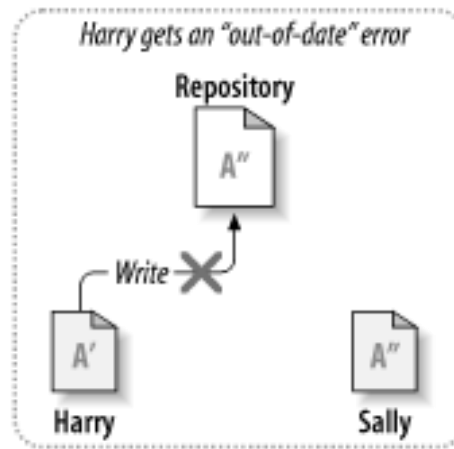 Harry gets an “out-of-date” error
Repository
A”
Write
A’
A”
Harry
Sally